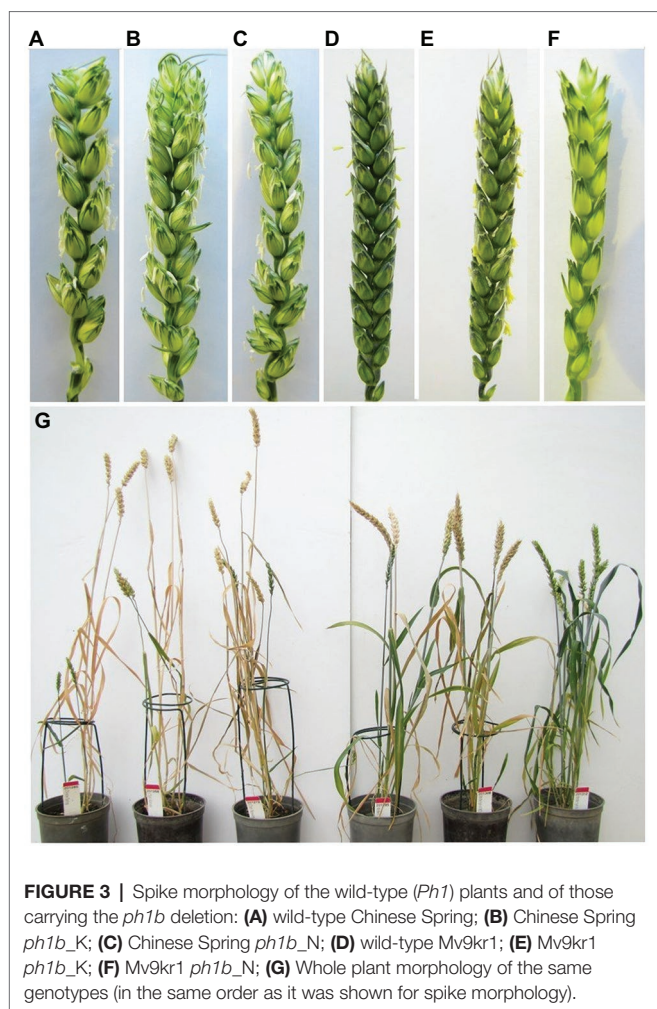 A B C D E F
G
FIGURE 3 | Spike morphology of the wild-type (Ph1) plants and of those
carrying the ph1b deletion: (A) wild-type Chinese Spring; (B) Chinese Spring
ph1b_K; (C) Chinese Spring ph1b_N; (D) wild-type Mv9kr1; (E) Mv9kr1
ph1b_K; (F) Mv9kr1 ph1b_N; (G) Whole plant morphology of the same
genotypes (in the same order as it was shown for spike morphology).